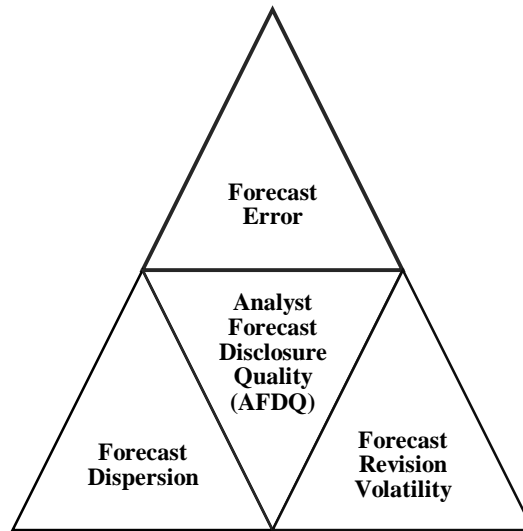 Forecast
Error
Analyst
Forecast
Disclosure
Quality
(AFDQ)
Forecast
Dispersion
Forecast
Revision
Volatility